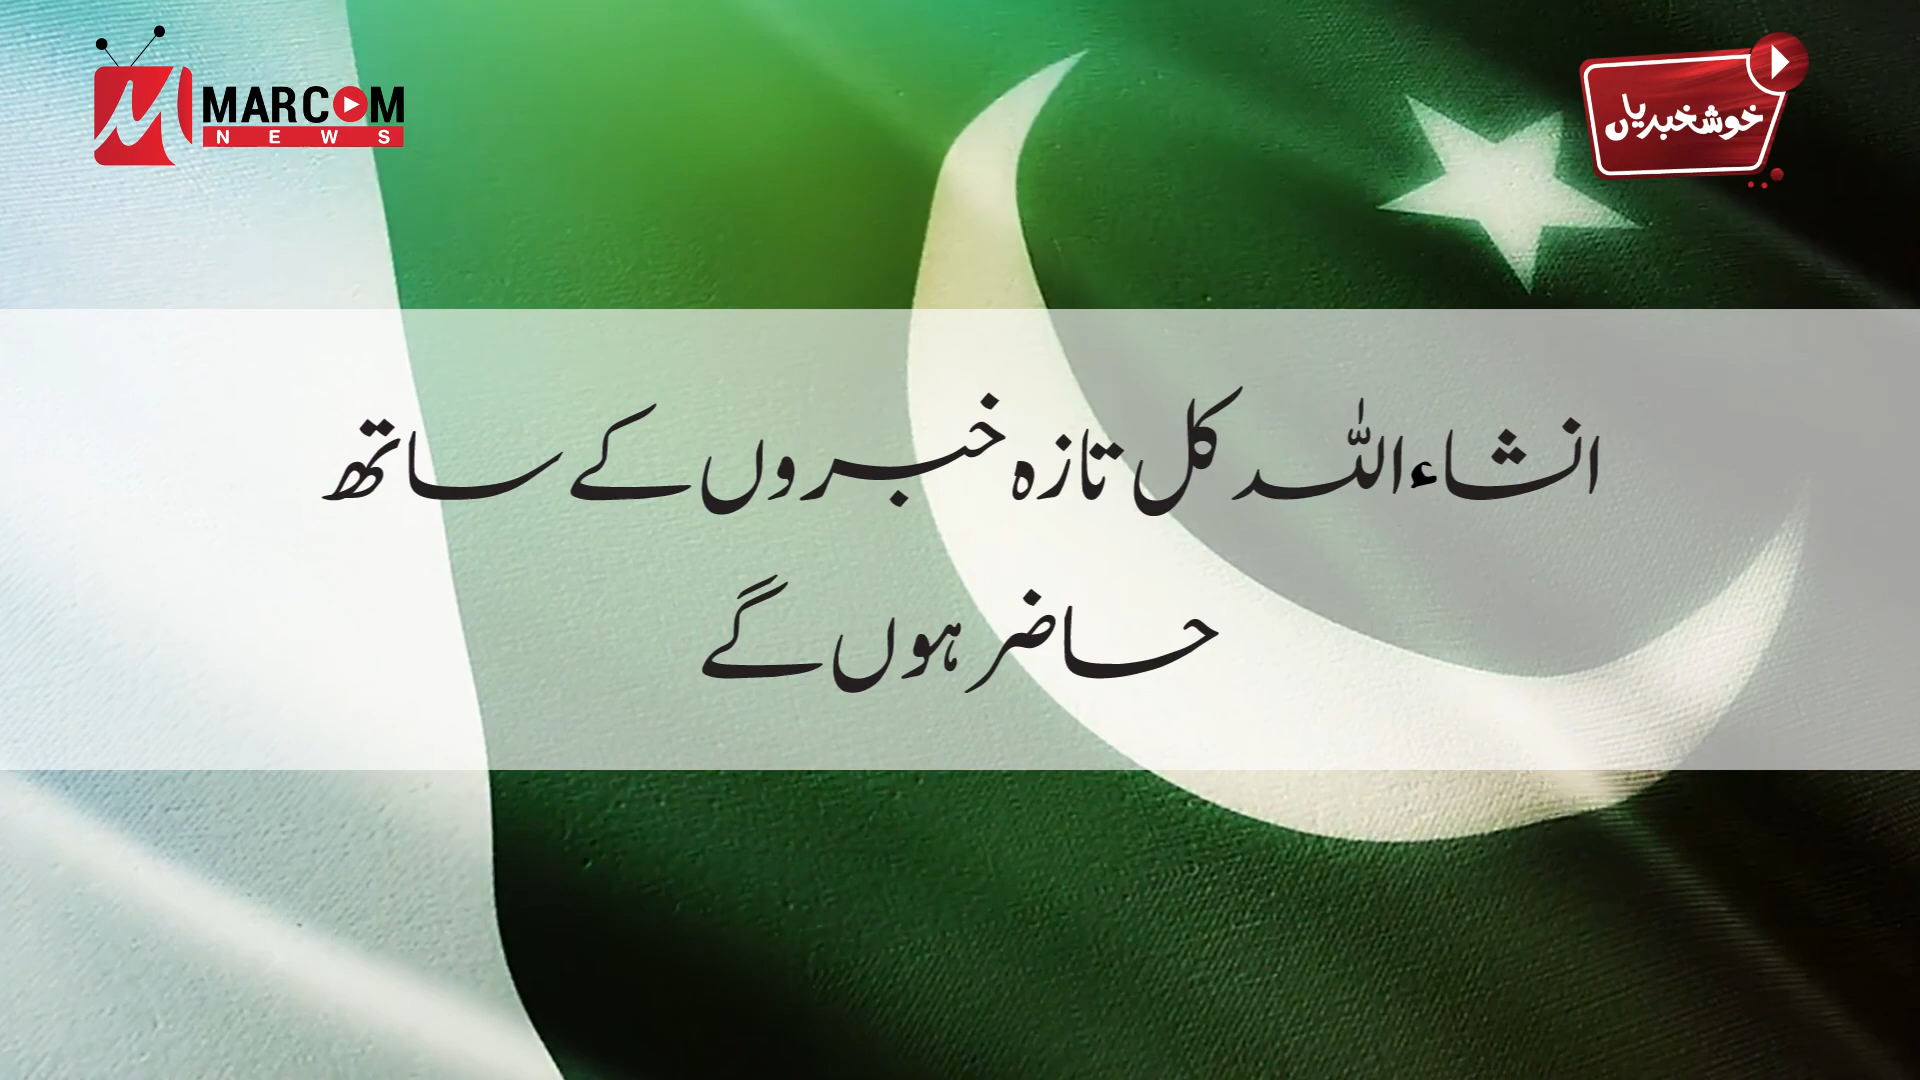 MARCOM
NEWS
خوشخبریاں
انشاءاللہ کل تازہ خبروں کے ساتھ
حاضر ہوں گے